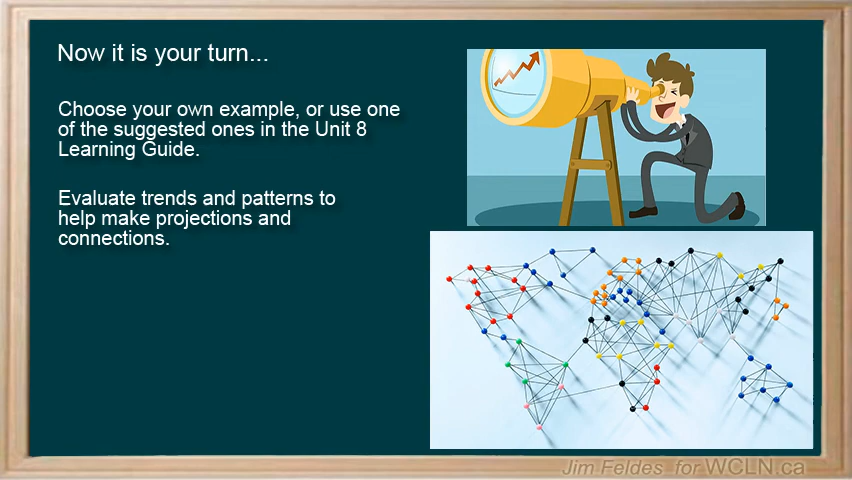 Now it is your turn...
Choose your own example, or use one
of the suggested ones in the Unit 8
Learning Guide.
Evaluate trends and patterns to
help make projections and
connections.
Jim Feldes for WCLN.ca